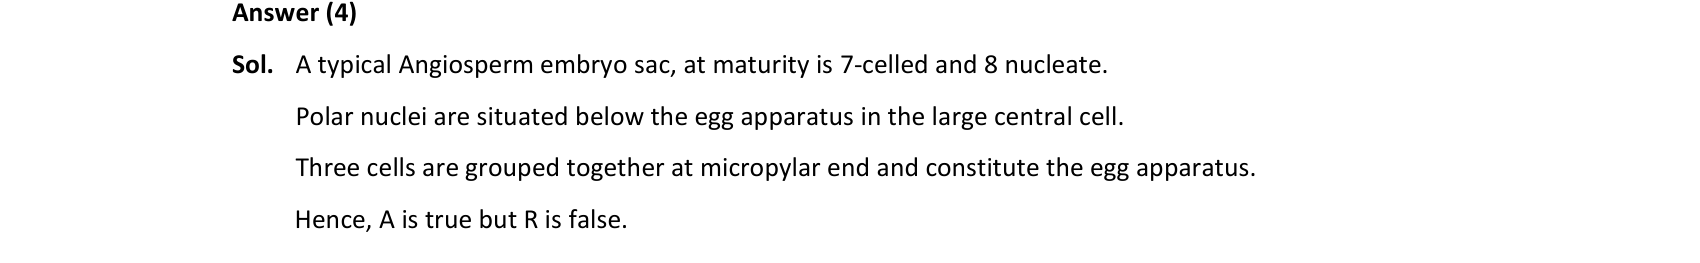 Answer (4)
Sol. A typical Angiosperm embryo sac, at maturity is 7-celled and 8 nucleate.
Polar nuclei are situated below the egg apparatus in the large central cell.
Three cells are grouped together at micropylar end and constitute the egg apparatus.
Hence, A is true but R is false.